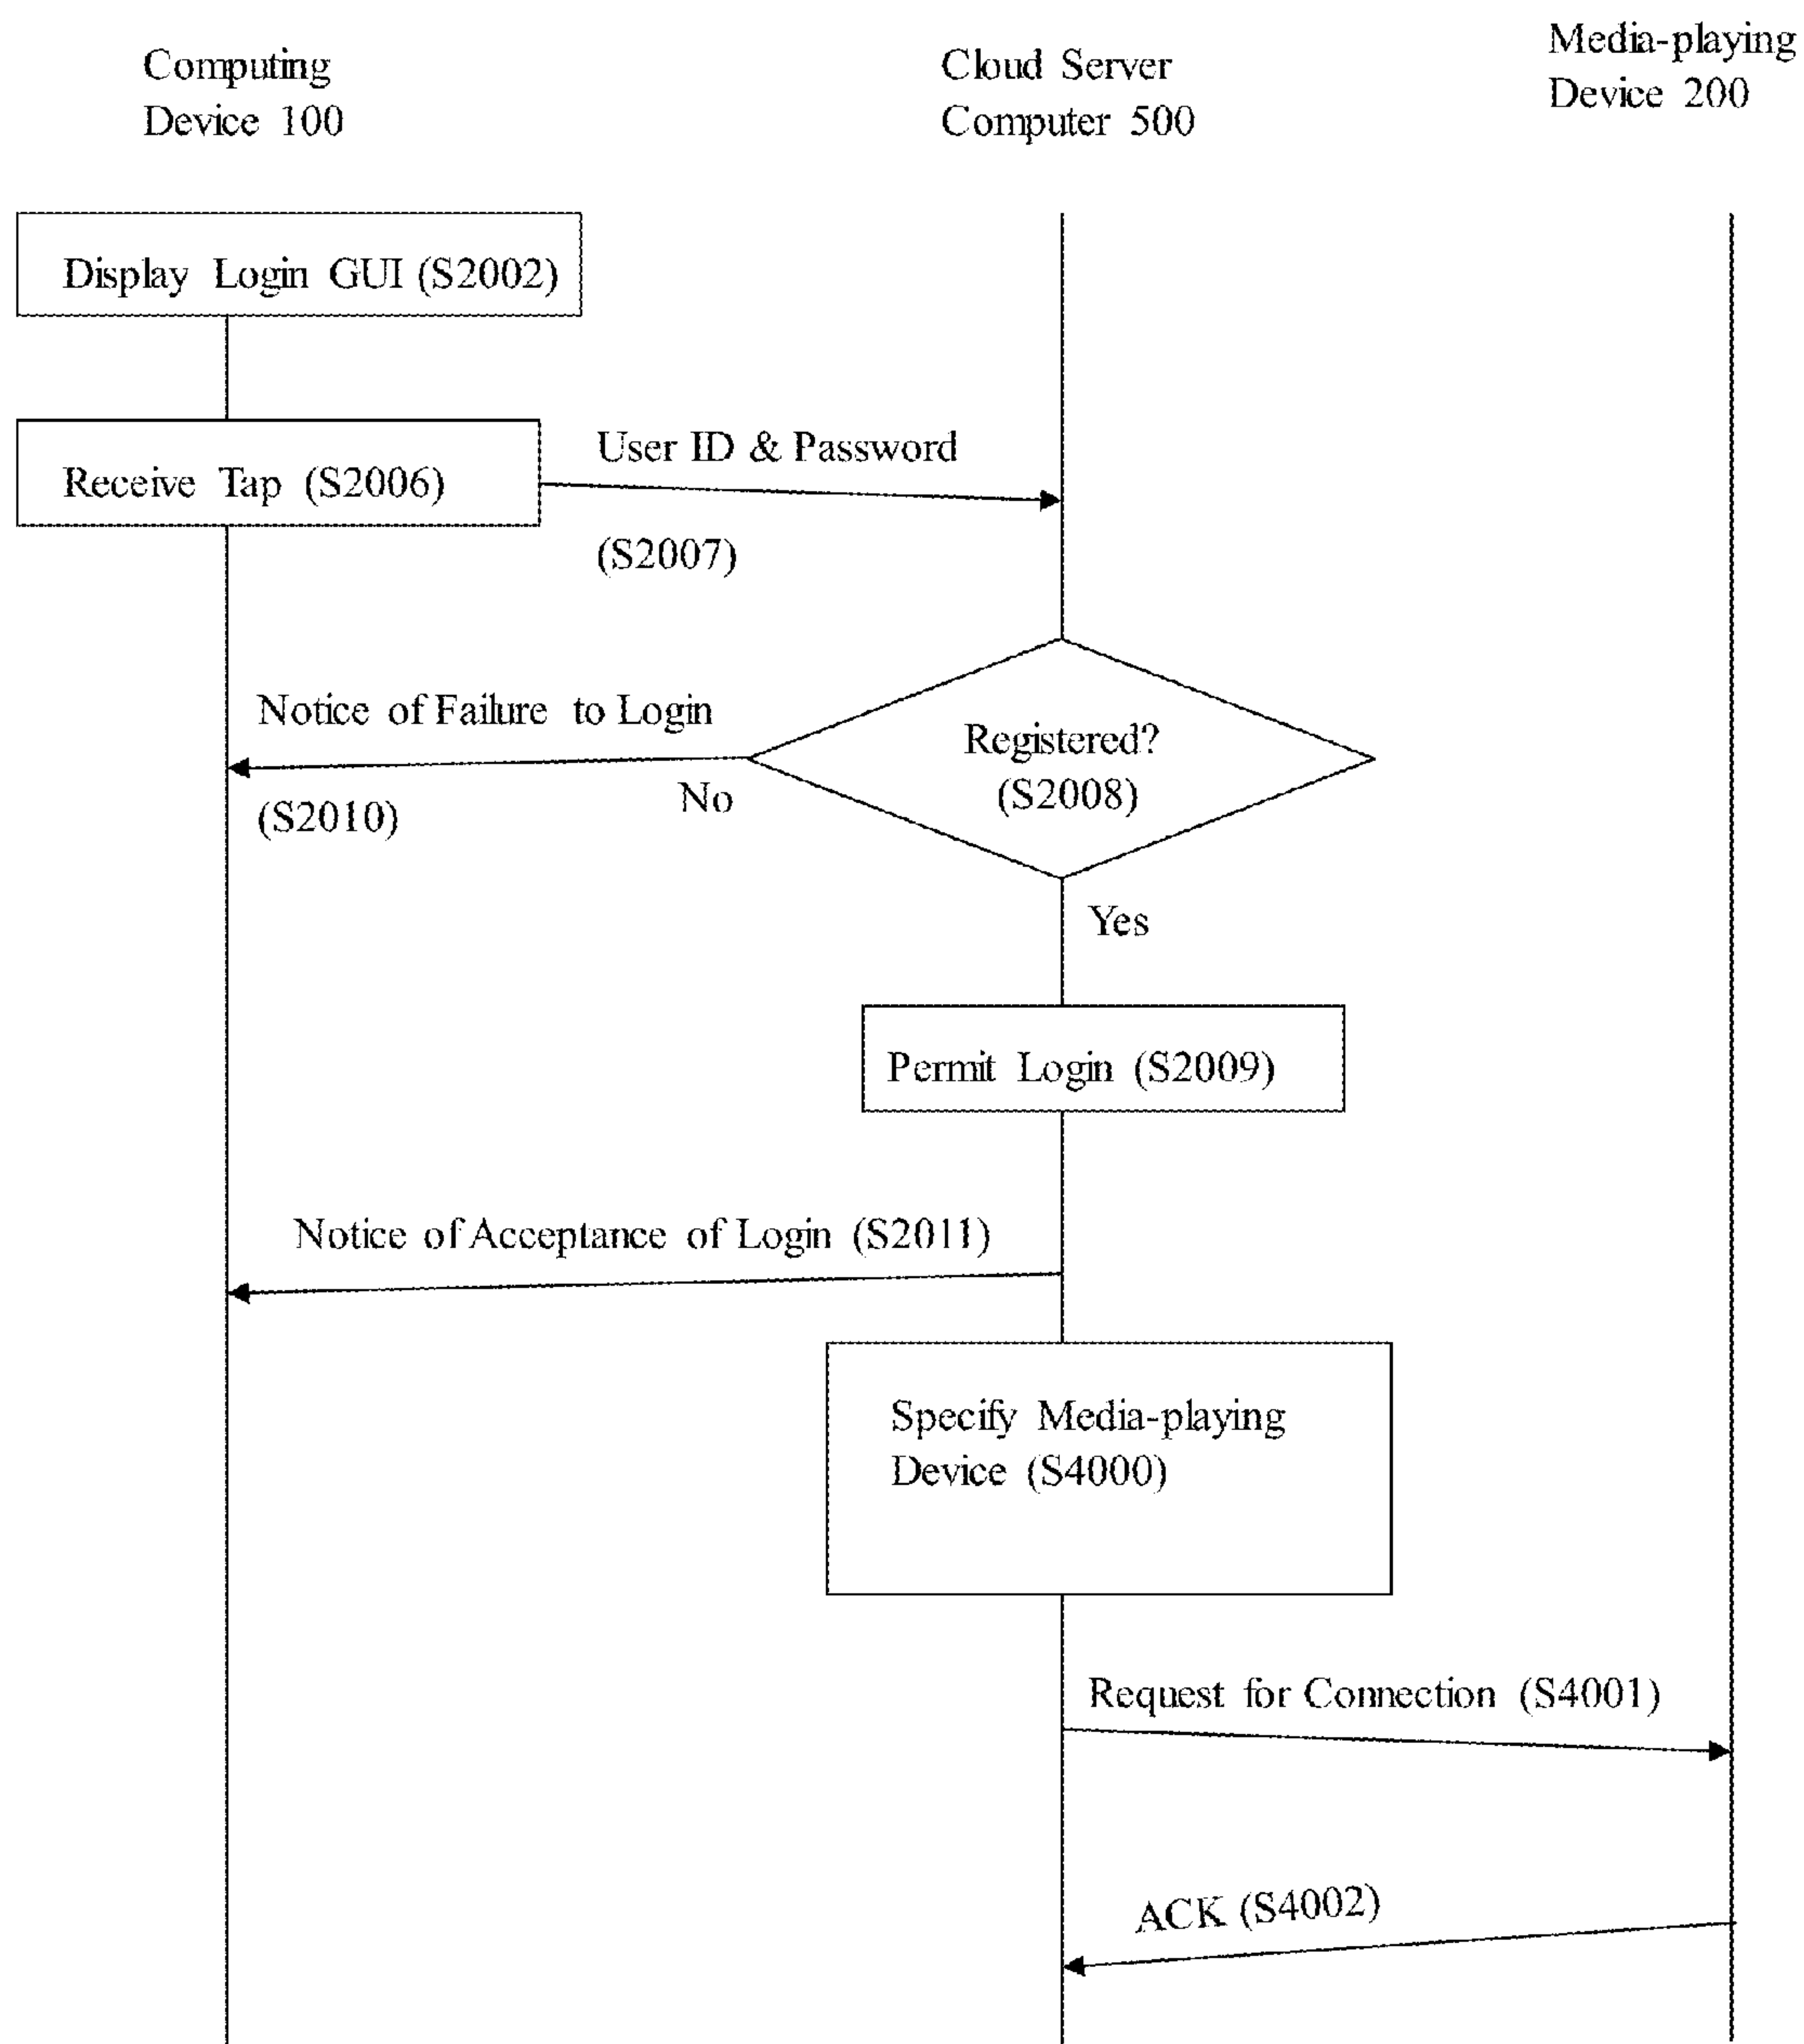 Computing
Device 100
Cloud Server
Computer 500
Media-playing
Device 200
Display Login GUI (S2002)
Receive Tap (S2006)
User ID & Password
(S2007)
Notice of Failure to Login
(S2010)
No
Registered?
(S2008)
Yes
Permit Login (S2009)
Notice of Acceptance of Login (S2011)
Specify Media-playing
Device (S4000)
Request for Connection (S4001)
ACK (S4002)